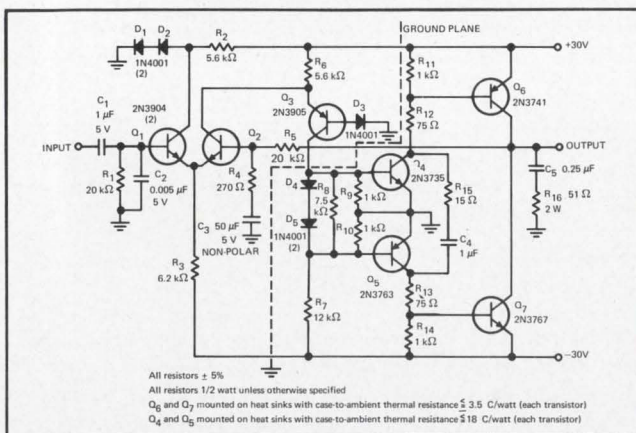 GROUND PLANE
D1 D2
1N4001
(2)
R2
5.6 kΩ
R6
5.6 kΩ
R11
1 kΩ
+30V
Q6
2N3741
Q3
2N3905
D3
1N4001
R12
75 Ω
C1
1 μF
5 V
2N3904
(2)
INPUT
Q1
Q2
R5
20 kΩ
OUTPUT
R1
20 kΩ
C2
0.005 μF
5 V
R4
270 Ω
D4
R8
7.5
kΩ
R9
1 kΩ
Q4
2N3735
R15
15 Ω
C5 0.25 μF
R16 51 Ω
2 W
C3 50 μF
5 V
NON-POLAR
D5
1N4001
(2)
R10
1 kΩ
C4
1 μF
R3
6.2 kΩ
Q5
2N3763
R7
12 kΩ
R13
75 Ω
Q7
2N3767
R14
1 kΩ
−30V
All resistors ± 5%
All resistors 1/2 watt unless otherwise specified
Q6 and Q7 mounted on heat sinks with case-to-ambient thermal resistance ≦ 3.5 C/watt (each transistor)
Q4 and Q5 mounted on heat sinks with case-to-ambient thermal resistance ≦ 18 C/watt (each transistor)